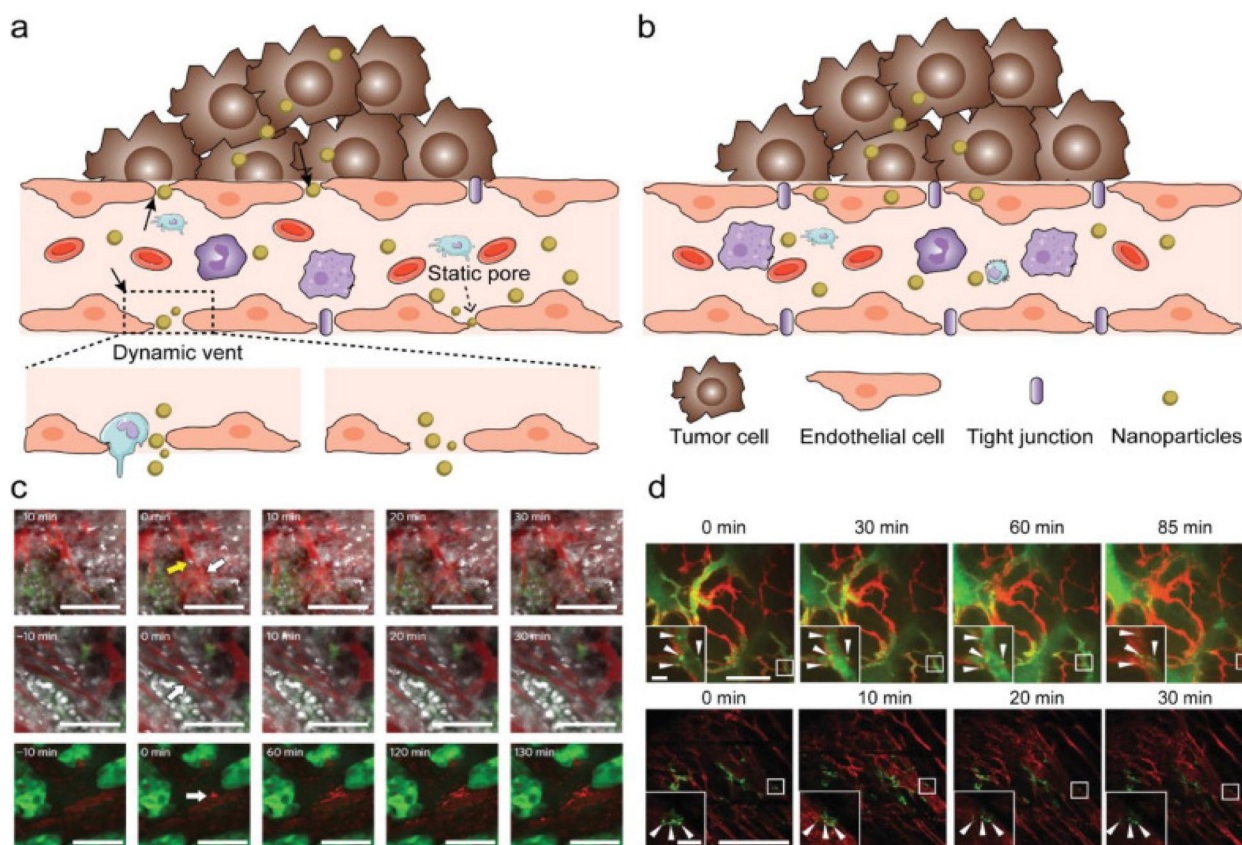 a
b
Static pore
Dynamic vent
Tumor cell
Endothelial cell
Tight junction
Nanoparticles
c
-10 min
0 min
10 min
20 min
30 min
-10 min
0 min
10 min
20 min
30 min
-10 min
0 min
60 min
120 min
130 min
d
0 min
30 min
60 min
85 min
0 min
10 min
20 min
30 min